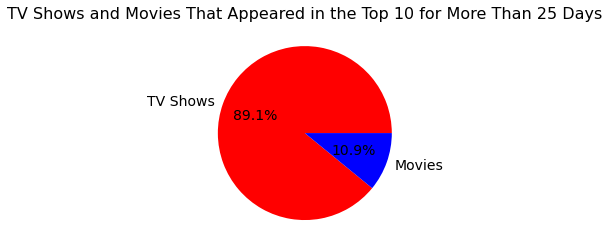 TV Shows and Movies That Appeared in the Top 10 for More Than 25 Days
TV Shows
89.1%
10.9%
Movies